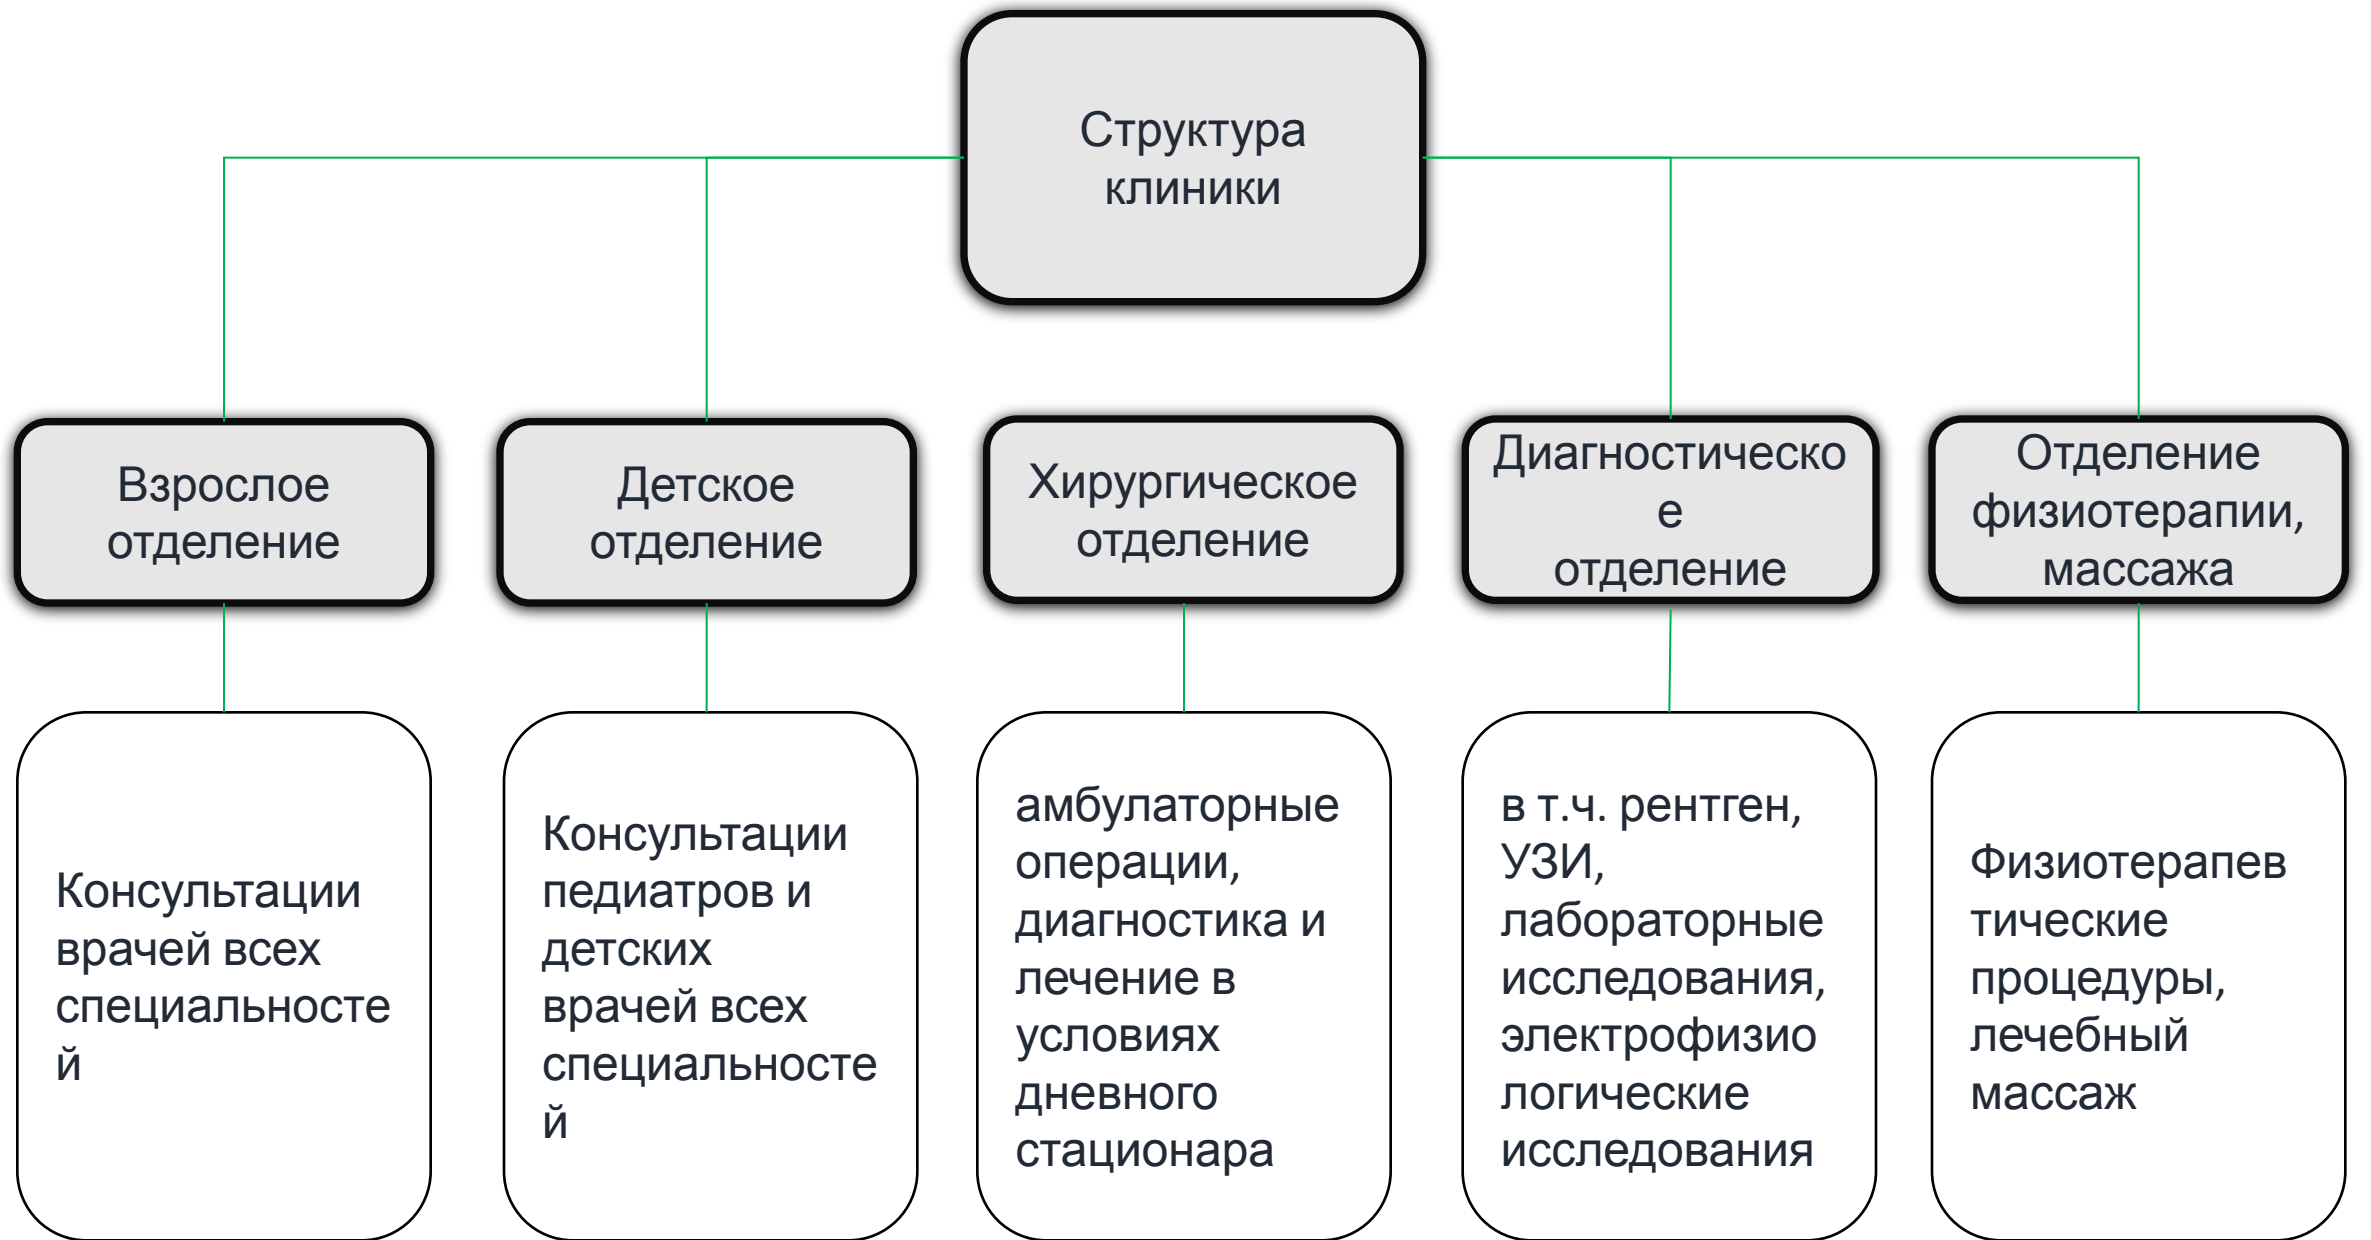 Структура
клиники
Взрослое
отделение
Детское
отделение
Хирургическое
отделение
Диагностическо
е
отделение
Отделение
физиотерапии,
массажа
Консультации
врачей всех
специальносте
й
Консультации
педиатров и
детских
врачей всех
специальносте
й
амбулаторные
операции,
диагностика и
лечение в
условиях
дневного
стационара
в т.ч. рентген,
УЗИ,
лабораторные
исследования,
электрофизио
логические
исследования
Физиотерапев
тические
процедуры,
лечебный
массаж